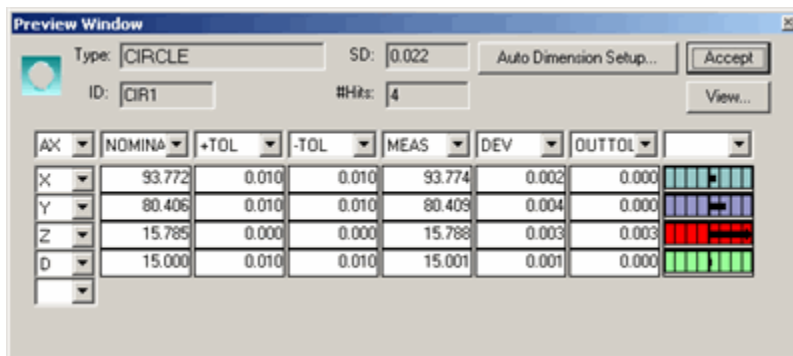 Preview Window
Type: CIRCLE SD: 0.022 Auto Dimension Setup... Accept
ID: CIR1 #Hits: 4 View...
AX NOMINA +TOL -TOL MEAS DEV OUTTOL
X 93.772 0.010 0.010 93.774 0.002 0.000
Y 80.406 0.010 0.010 80.409 0.004 0.000
Z 15.785 0.000 0.000 15.788 0.003 0.003
D 15.000 0.010 0.010 15.001 0.001 0.000